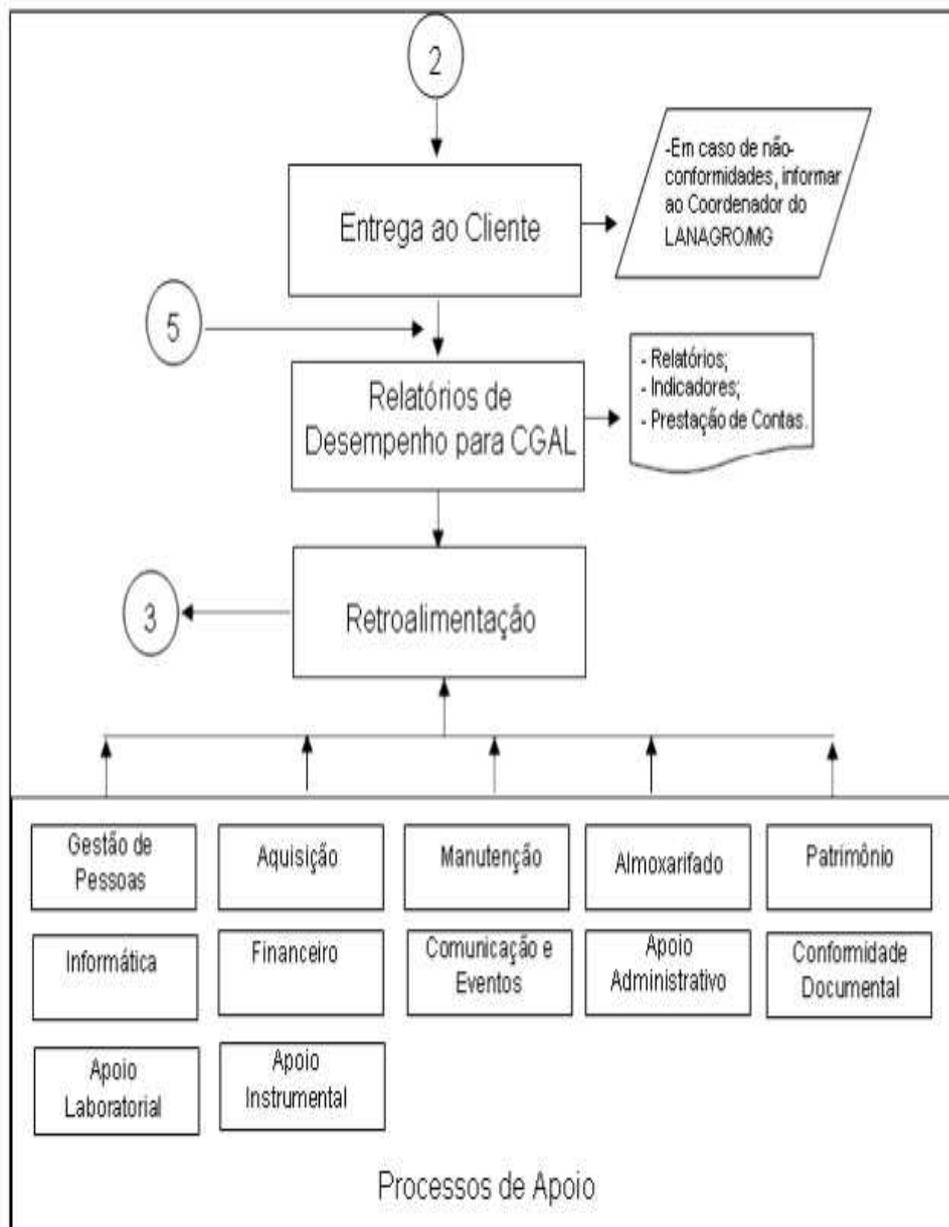 2
-Em caso de não-
conformidades, informar
ao Coordenador do
LANAGRO/MG
Entrega ao Cliente
5
Relatórios de
Desempenho para CGAL
- Relatórios;
- Indicadores;
- Prestação de Contas.
Retroalimentação
3
Gestão de
Pessoas
Aquisição
Manutenção
Almoxarifado
Patrimônio
Informática
Financeiro
Comunicação e
Eventos
Apoio
Administrativo
Conformidade
Documental
Apoio
Laboratorial
Apoio
Instrumental
Processos de Apoio